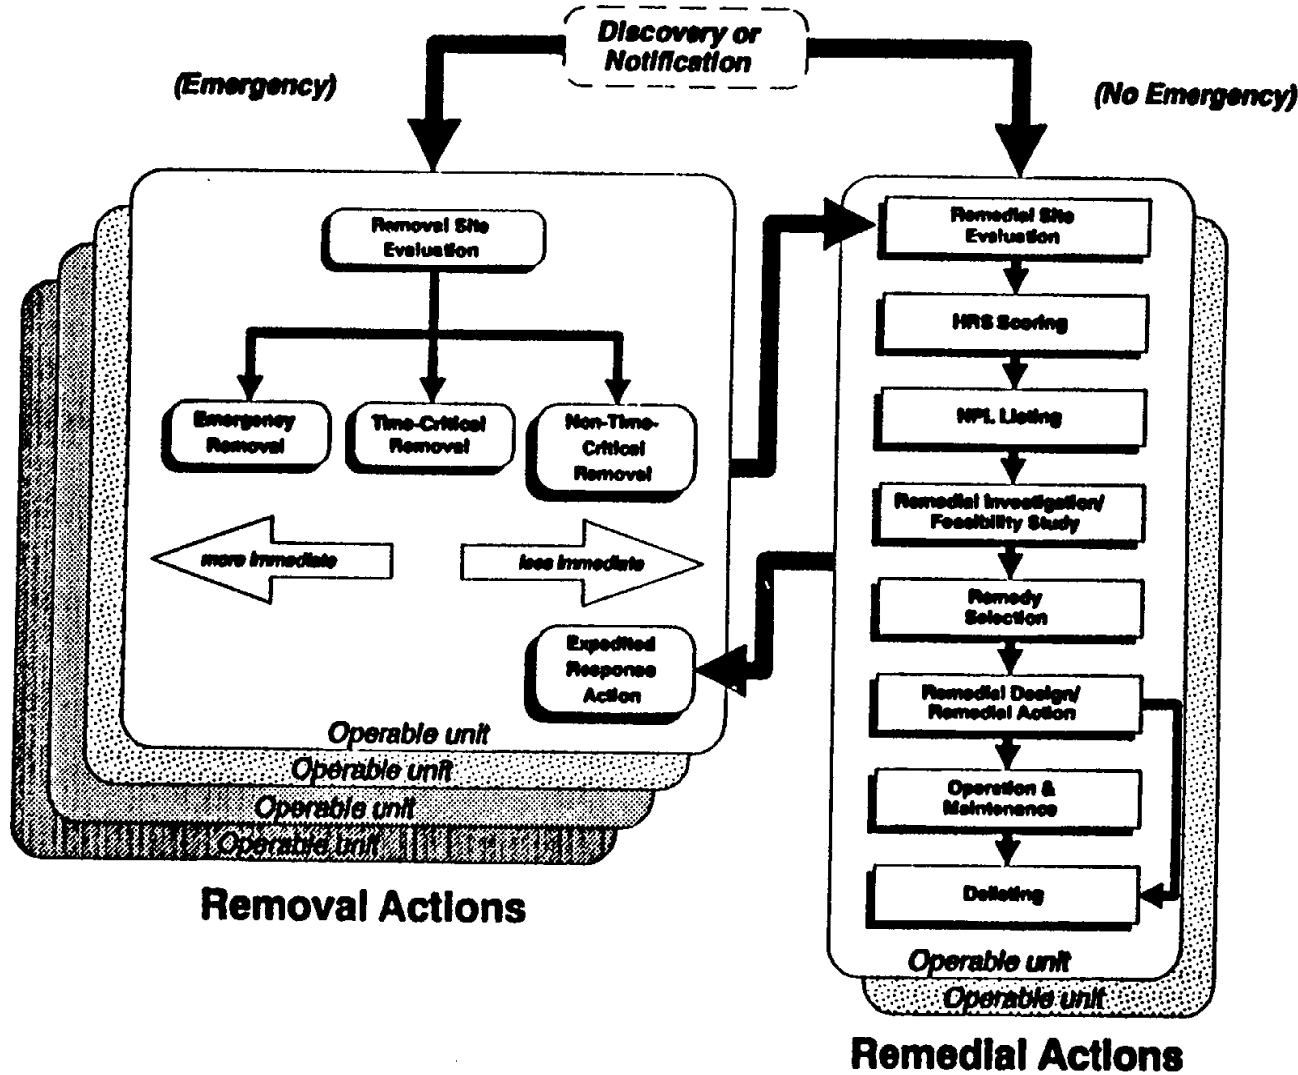 Discovery or
Notification
(Emergency)
(No Emergency)
Removal Site
Evaluation
Emergency
Removal
Time-Critical
Removal
Non-Time-
Critical
Removal
more immediate
less immediate
Expedited
Response
Action
Operable unit
Operable unit
Operable unit
Operable unit
Removal Actions
Remedial Site
Evaluation
HRS Scoring
NPL Listing
Remedial Investigation/
Feasibility Study
Remedy
Selection
Remedial Design/
Remedial Action
Operation &
Maintenance
Delisting
Operable unit
Operable unit
Remedial Actions